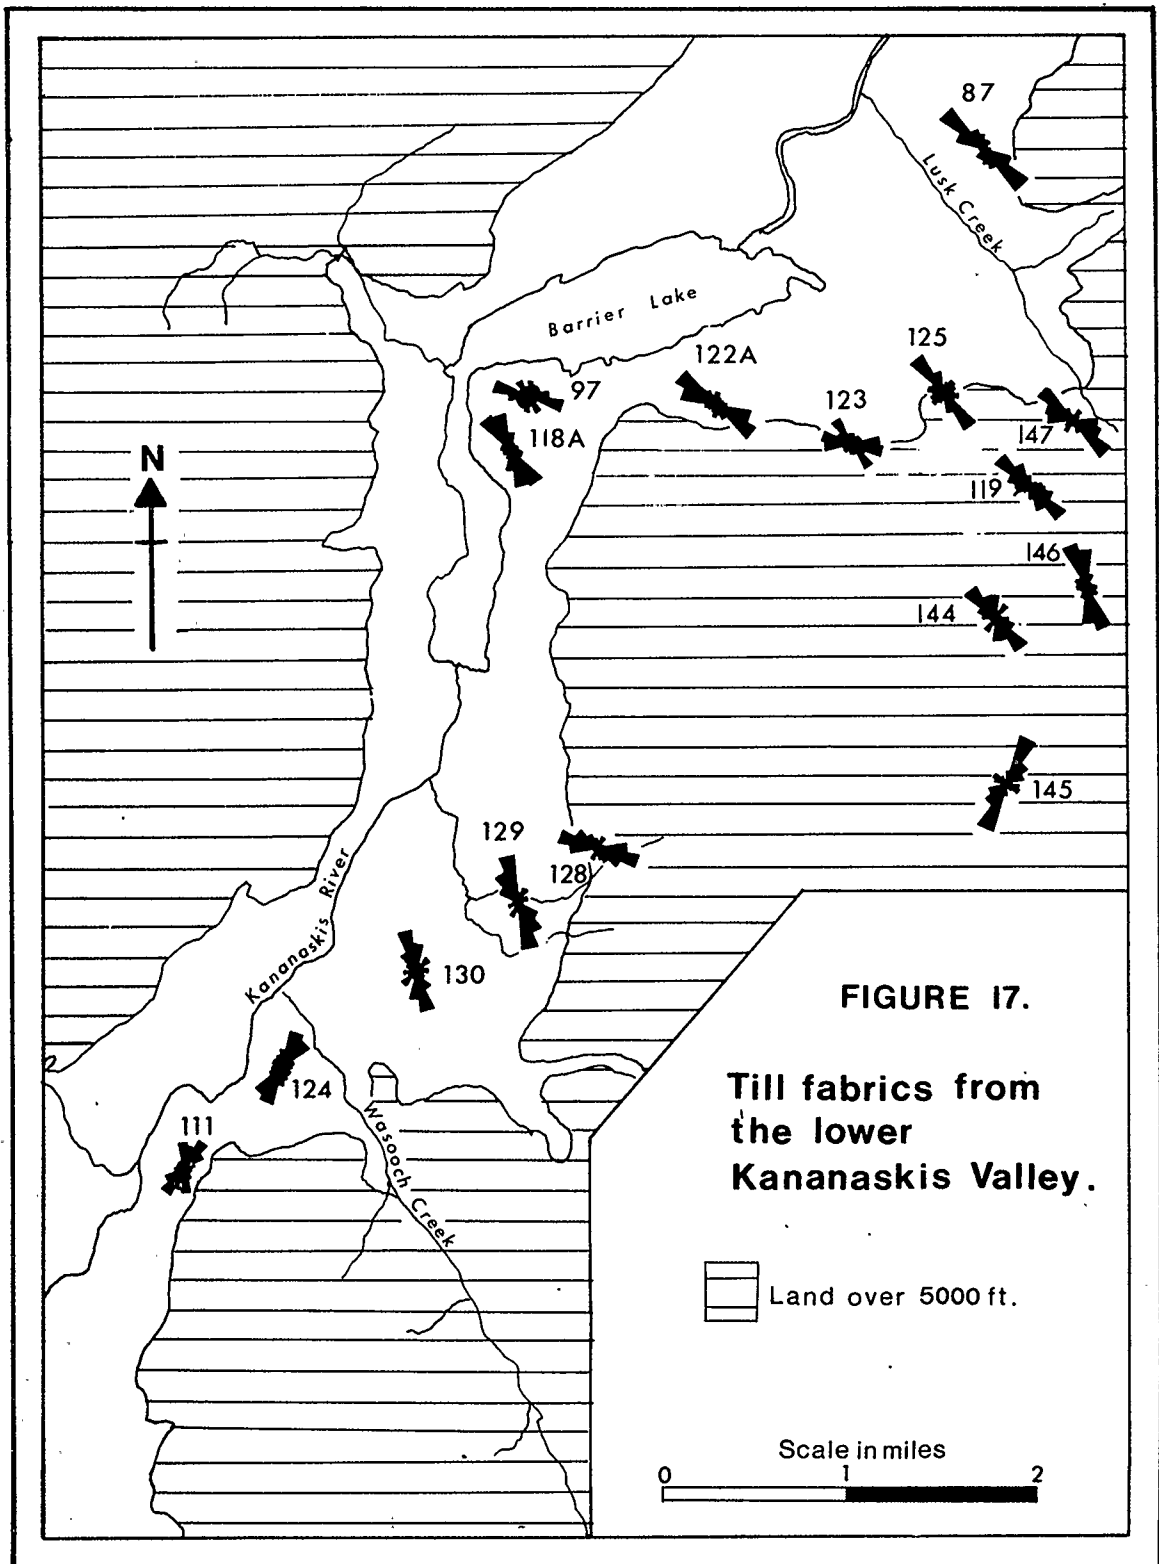 87
Lusk Creek
Barrier Lake
125
122A
97
123
118A
147
N
119
146
144
145
129
128
Kananaskis River
130
FIGURE 17.
124
Till fabrics from
the lower
Kananaskis Valley.
111
Wasooch Creek
Land over 5000 ft.
Scale in miles
0 1 2